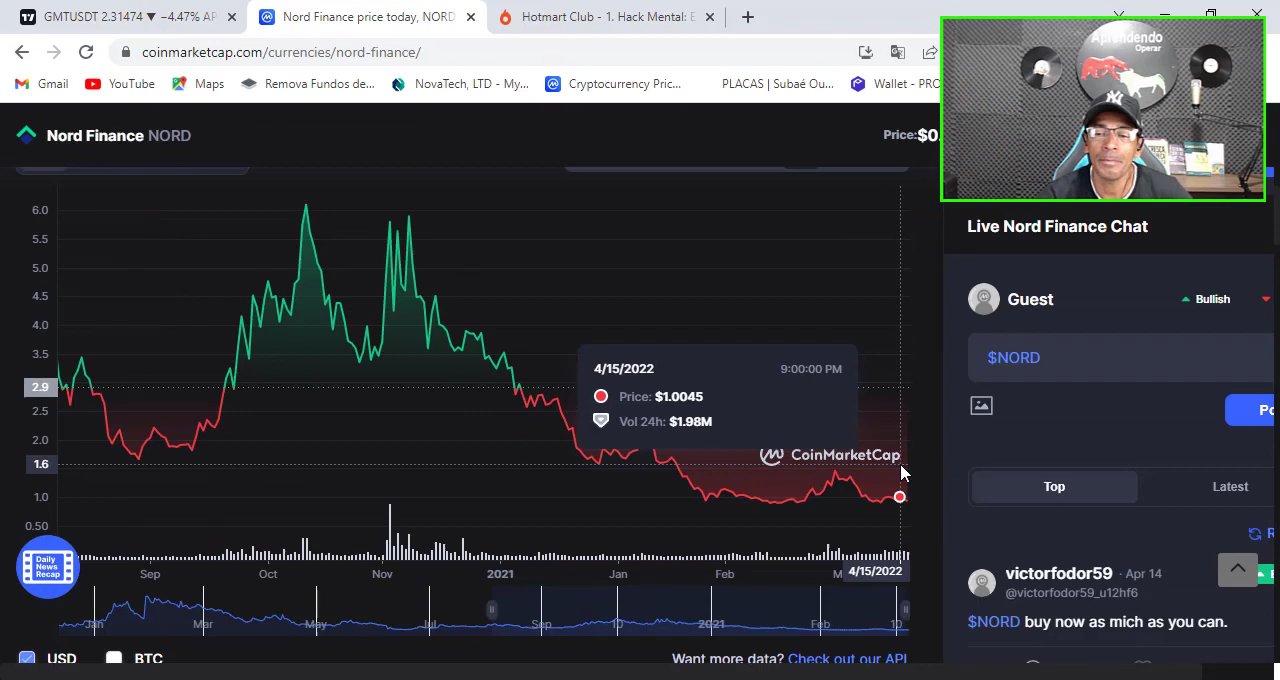 GMTUSDT 2.31474 ▼ −4.47% AP
Nord Finance price today, NORD
Hotmart Club - 1. Hack Mental: E
coinmarketcap.com/currencies/nord-finance/
Gmail
YouTube
Maps
Remova Fundos de...
NovaTech, LTD - My...
Cryptocurrency Pric...
PLACAS | Subaé Ou...
Wallet - PRO
Aprendendo
Operar
Nord Finance NORD
Price:$0.
Live Nord Finance Chat
6.0
5.5
5.0
4.5
4.0
3.5
2.9
2.5
2.0
1.6
1.0
0.50
4/15/2022 9:00:00 PM
Price: $1.0045
Vol 24h: $1.98M
CoinMarketCap
Guest
Bullish
$NORD
Po
Top
Latest
Daily
News
Recap
Sep
Oct
Nov
2021
Jan
Feb
M
4/15/2022
Jan
Mar
May
Jul
Sep
10
2021
Feb
10
victorfodor59 · Apr 14
@victorfodor59_u12hf6
$NORD buy now as mich as you can.
USD
BTC
Want more data? Check out our API